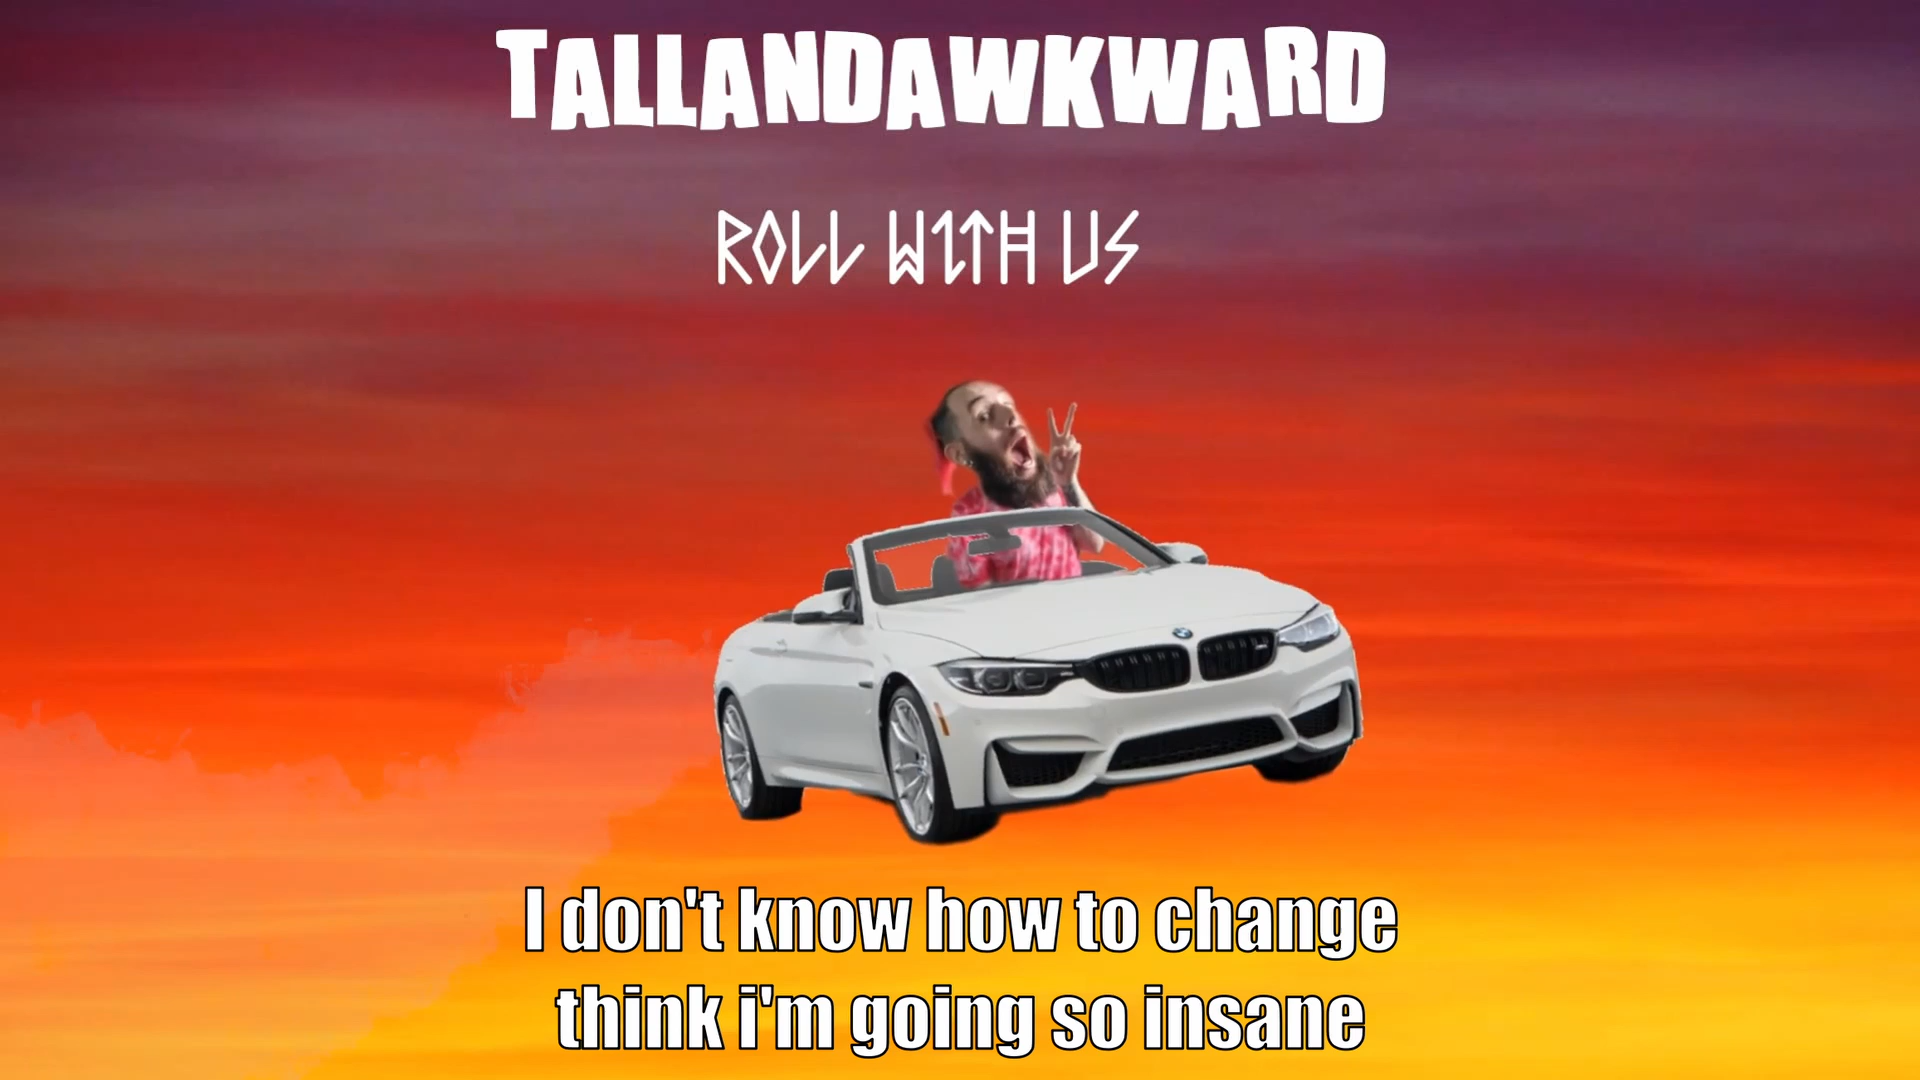 TALLANDAWKWARD
ROLL WITH US
I don't know how to change
think i'm going so insane